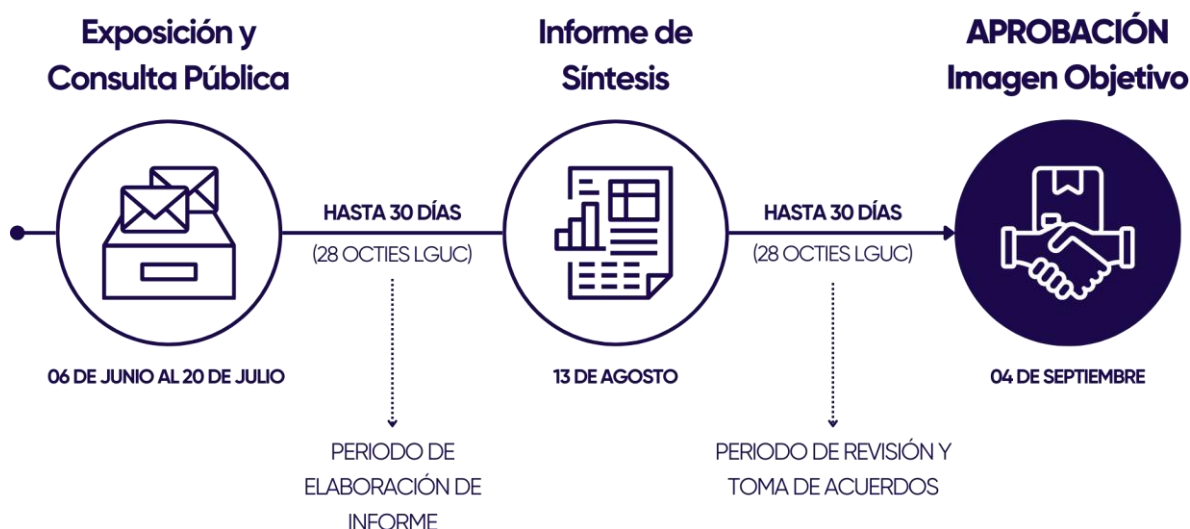 Exposición y
Consulta Pública
Informe de
Síntesis
APROBACIÓN
Imagen Objetivo
HASTA 30 DÍAS
(28 OCTIES LGUC)
HASTA 30 DÍAS
(28 OCTIES LGUC)
06 DE JUNIO AL 20 DE JULIO
13 DE AGOSTO
04 DE SEPTIEMBRE
PERIODO DE
ELABORACIÓN DE
INFORME
PERIODO DE REVISIÓN Y
TOMA DE ACUERDOS